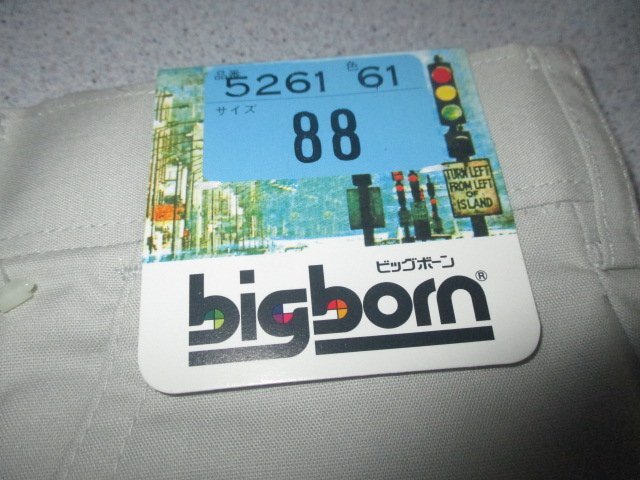 品番 5261 色 61
サイズ
88
TURN LEFT
FROM LEFT
OF
ISLAND
ビッグボーン
bigborn®